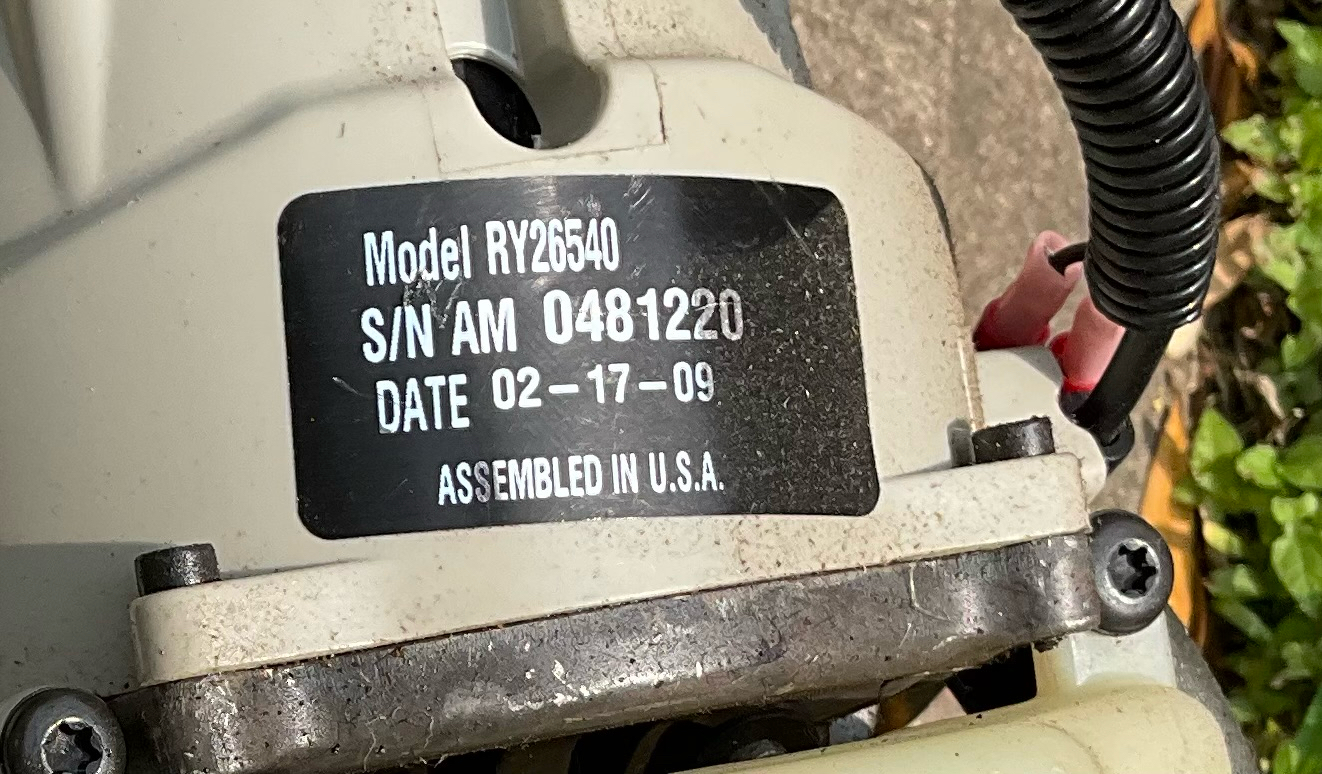 Model RY26540
S/N AM 0481220
DATE 02-17-09
ASSEMBLED IN U.S.A.